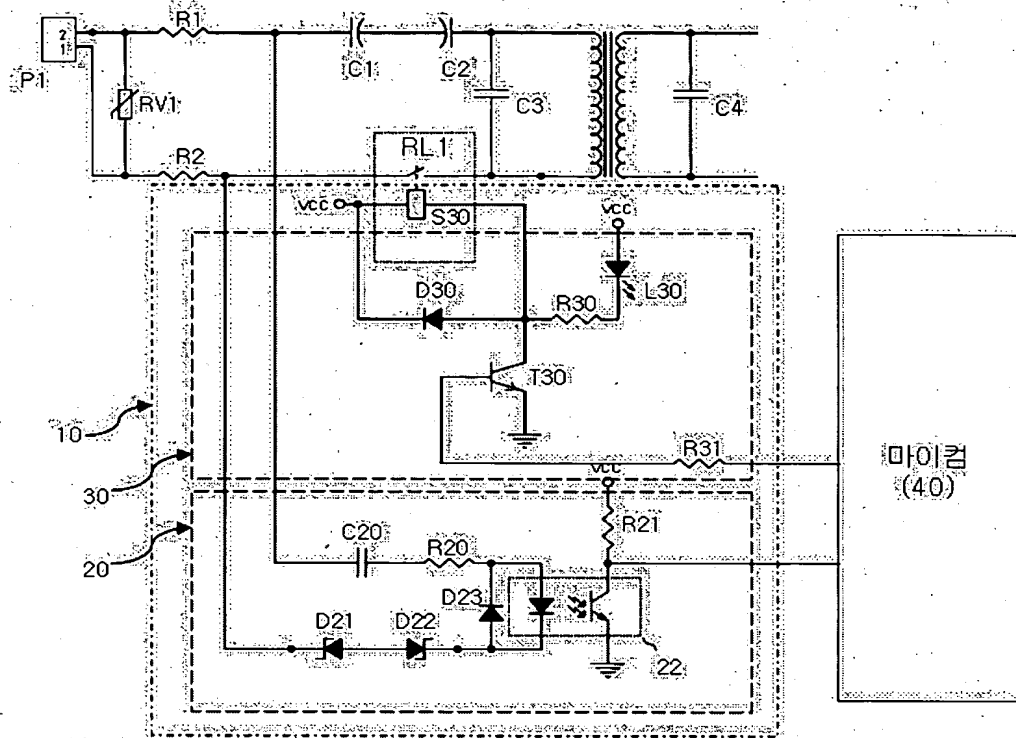 R1
2
1
P1
C1
C2
RV1
C3
C4
R2
RL1
VCC
S30
VCC
L30
D30
R30
T30
10
R31
30
VCC
마이컴
(40)
C20
R20
R21
20
D23
D21
D22
22